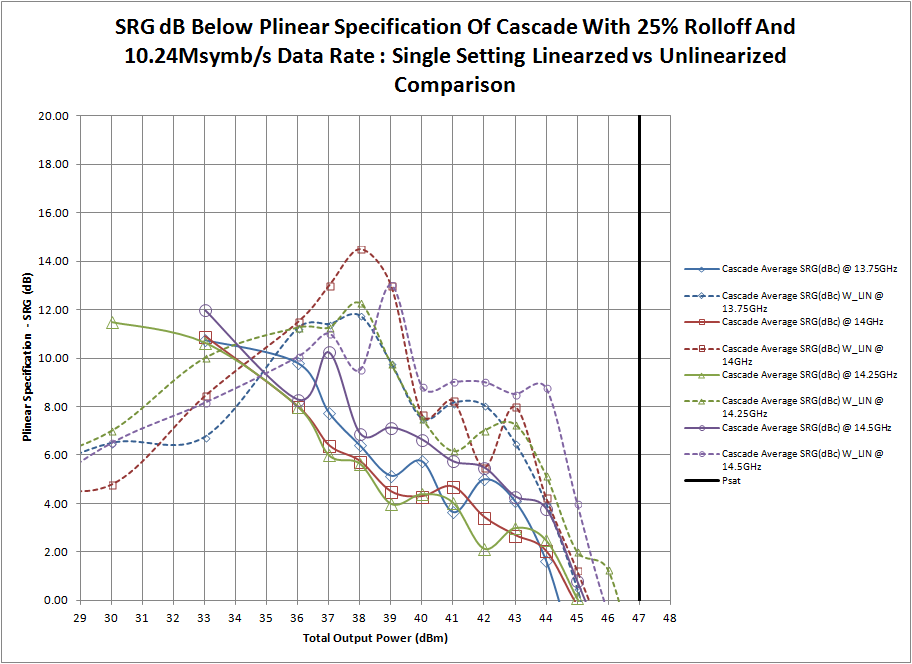 SRG dB Below Plinear Specification Of Cascade With 25% Rolloff And
10.24Msymb/s Data Rate : Single Setting Linearzed vs Unlinearized
Comparison
20.00
18.00
16.00
14.00
12.00
10.00
8.00
6.00
4.00
2.00
0.00
Plinear Specification - SRG (dB)
29 30 31 32 33 34 35 36 37 38 39 40 41 42 43 44 45 46 47 48
Total Output Power (dBm)
Cascade Average SRG(dBc) @ 13.75GHz
Cascade Average SRG(dBc) W_LIN @
13.75GHz
Cascade Average SRG(dBc) @ 14GHz
Cascade Average SRG(dBc) W_LIN @
14GHz
Cascade Average SRG(dBc) @ 14.25GHz
Cascade Average SRG(dBc) W_LIN @
14.25GHz
Cascade Average SRG(dBc) @ 14.5GHz
Cascade Average SRG(dBc) W_LIN @
14.5GHz
Psat